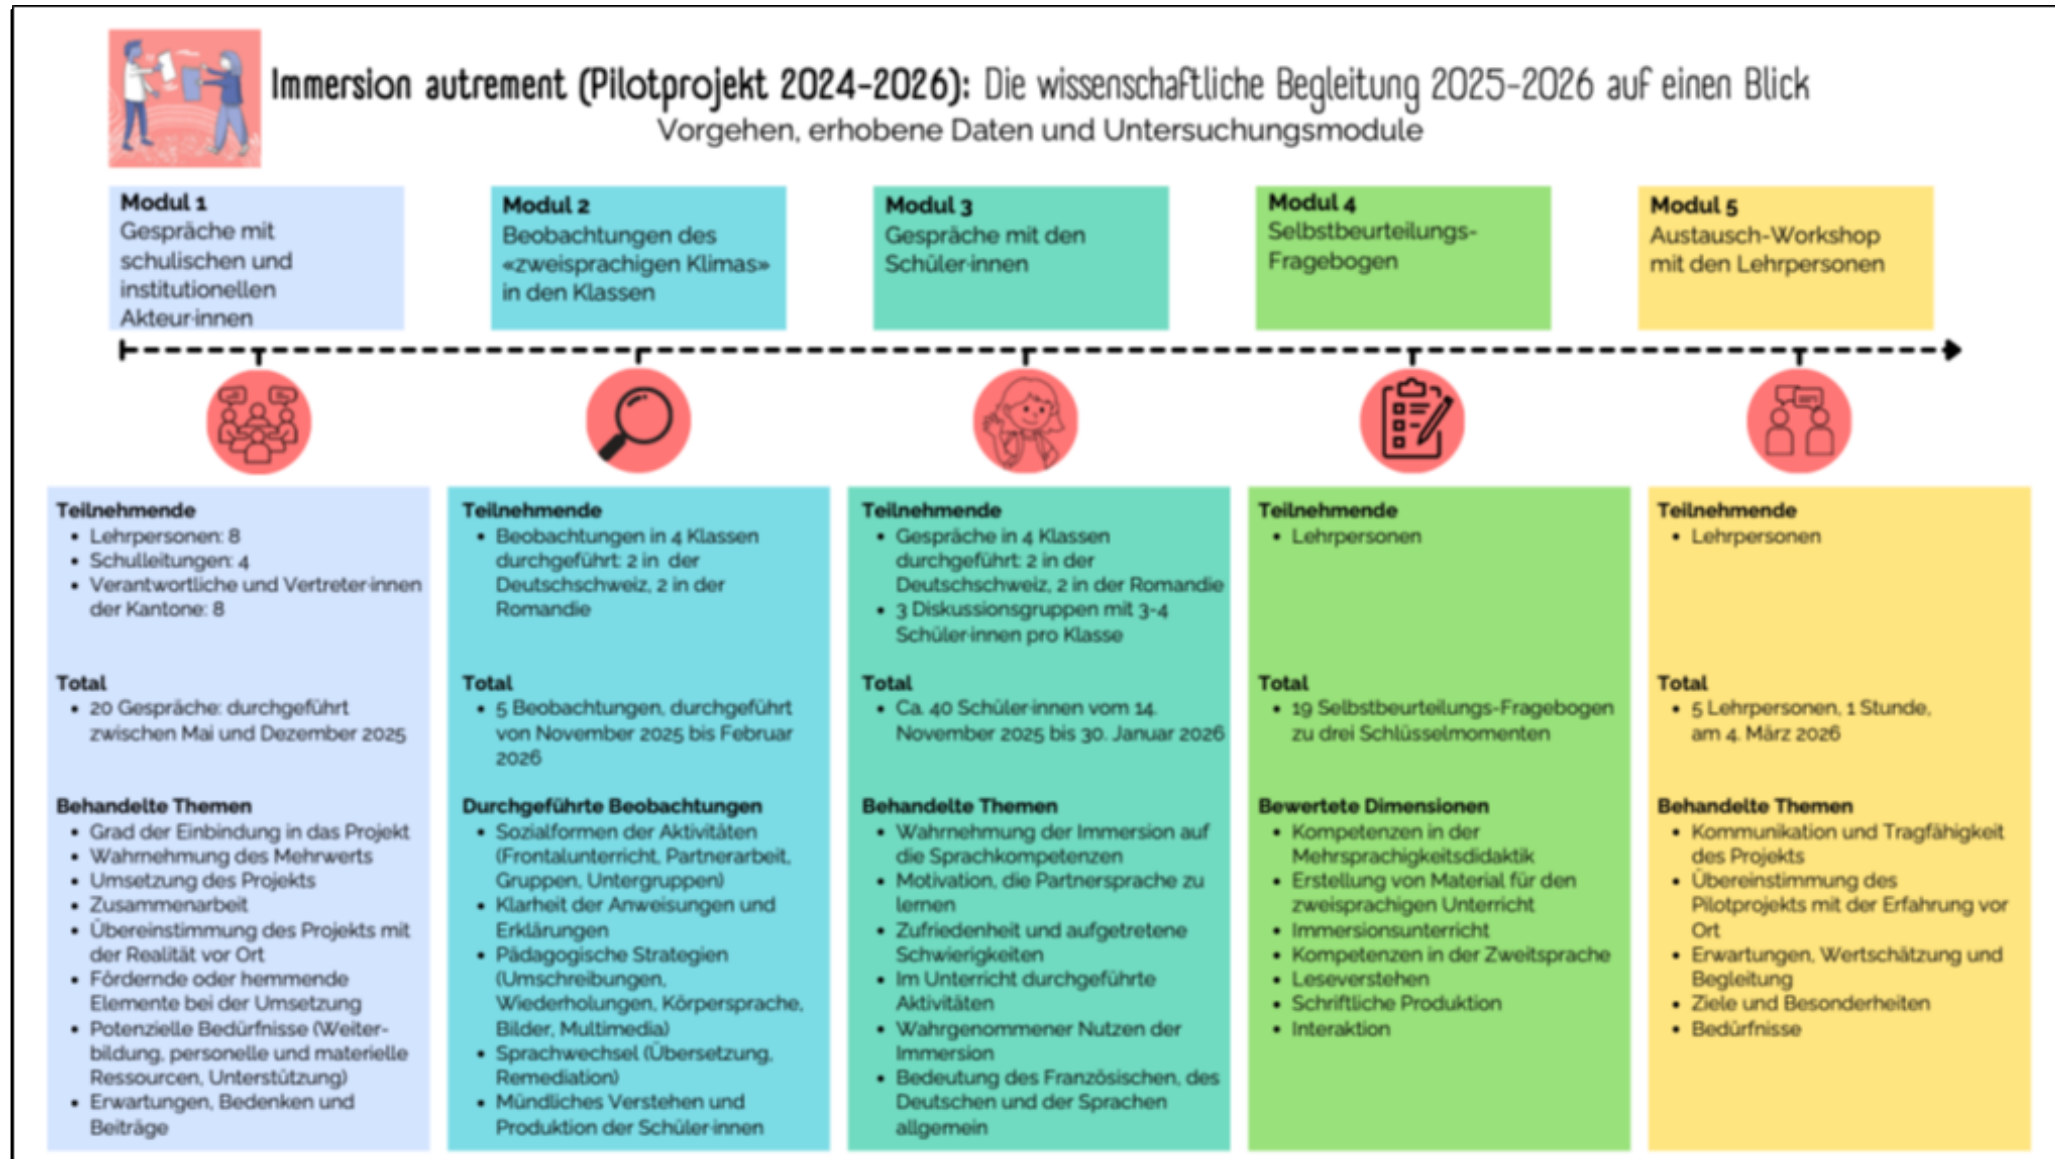 Immersion autrement (Pilotprojekt 2024-2026): Die wissenschaftliche Begleitung 2025-2026 auf einen Blick
Vorgehen, erhobene Daten und Untersuchungsmodule
Modul 1
Gespräche mit
schulischen und
institutionellen
Akteur·innen
Modul 2
Beobachtungen des
«zweisprachigen Klimas»
in den Klassen
Modul 3
Gespräche mit den
Schüler·innen
Modul 4
Selbstbeurteilungs-
Fragebogen
Modul 5
Austausch-Workshop
mit den Lehrpersonen
Teilnehmende
• Lehrpersonen: 8
• Schulleitungen: 4
• Verantwortliche und Vertreter·innen
der Kantone: 8
Total
• 20 Gespräche: durchgeführt
zwischen Mai und Dezember 2025
Behandelte Themen
• Grad der Einbindung in das Projekt
• Wahrnehmung des Mehrwerts
• Umsetzung des Projekts
• Zusammenarbeit
• Übereinstimmung des Projekts mit
der Realität vor Ort
• Fördernde oder hemmende
Elemente bei der Umsetzung
• Potenzielle Bedürfnisse (Weiter-
bildung, personelle und materielle
Ressourcen, Unterstützung)
• Erwartungen, Bedenken und
Beiträge
Teilnehmende
• Beobachtungen in 4 Klassen
durchgeführt: 2 in der
Deutschschweiz, 2 in der
Romandie
Total
• 5 Beobachtungen, durchgeführt
von November 2025 bis Februar
2026
Durchgeführte Beobachtungen
• Sozialformen der Aktivitäten
(Frontalunterricht, Partnerarbeit,
Gruppen, Untergruppen)
• Klarheit der Anweisungen und
Erklärungen
• Pädagogische Strategien
(Umschreibungen,
Wiederholungen, Körpersprache,
Bilder, Multimedia)
• Sprachwechsel (Übersetzung,
Remediation)
• Mündliches Verstehen und
Produktion der Schüler·innen
Teilnehmende
• Gespräche in 4 Klassen
durchgeführt: 2 in der
Deutschschweiz, 2 in der Romandie
• 3 Diskussionsgruppen mit 3-4
Schüler·innen pro Klasse
Total
• Ca. 40 Schüler·innen vom 14.
November 2025 bis 30. Januar 2026
Behandelte Themen
• Wahrnehmung der Immersion auf
die Sprachkompetenzen
• Motivation, die Partnersprache zu
lernen
• Zufriedenheit und aufgetretene
Schwierigkeiten
• Im Unterricht durchgeführte
Aktivitäten
• Wahrgenommener Nutzen der
Immersion
• Bedeutung des Französischen, des
Deutschen und der Sprachen
allgemein
Teilnehmende
• Lehrpersonen
Total
• 19 Selbstbeurteilungs-Fragebogen
zu drei Schlüsselmomenten
Bewertete Dimensionen
• Kompetenzen in der
Mehrsprachigkeitsdidaktik
• Erstellung von Material für den
zweisprachigen Unterricht
• Immersionsunterricht
• Kompetenzen in der Zweitsprache
• Leseverstehen
• Schriftliche Produktion
• Interaktion
Teilnehmende
• Lehrpersonen
Total
• 5 Lehrpersonen, 1 Stunde,
am 4. März 2026
Behandelte Themen
• Kommunikation und Tragfähigkeit
des Projekts
• Übereinstimmung des
Pilotprojekts mit der Erfahrung vor
Ort
• Erwartungen, Wertschätzung und
Begleitung
• Ziele und Besonderheiten
• Bedürfnisse